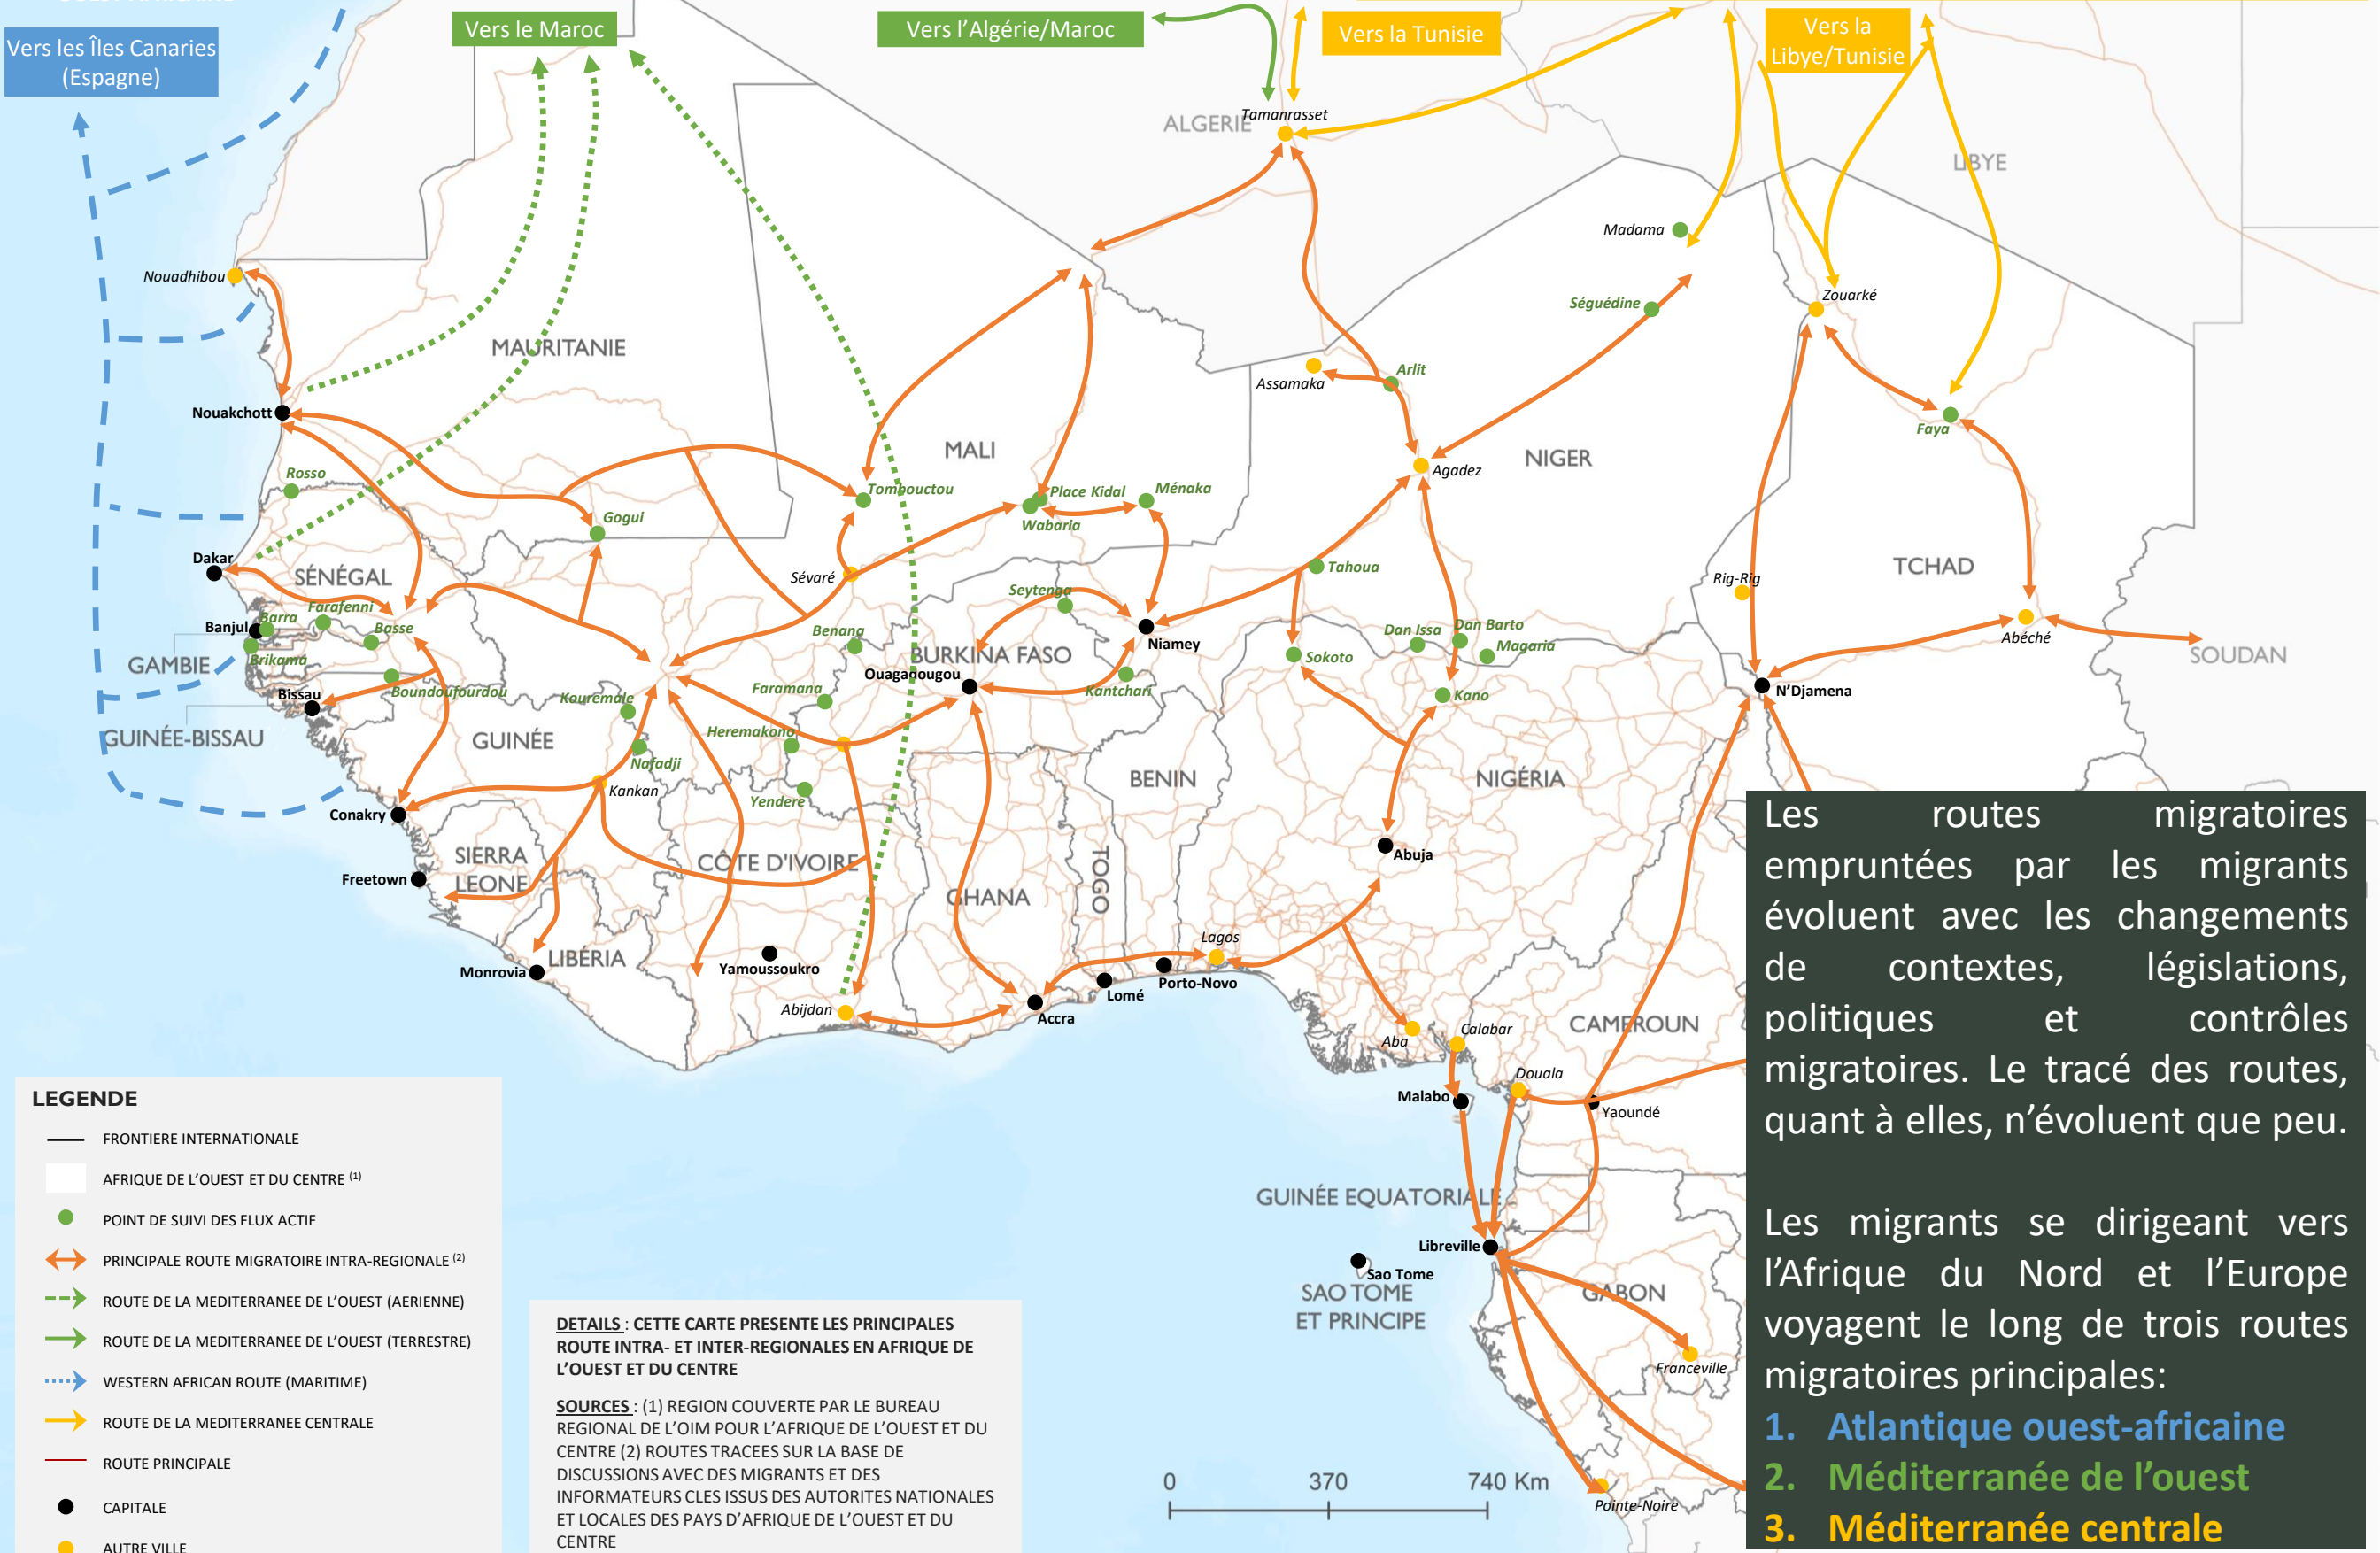 Vers les Îles Canaries
(Espagne)
Vers le Maroc
Vers l'Algérie/Maroc
Vers la Tunisie
Vers la
Libye/Tunisie
ALGERIE
Tamanrasset
LIBYE
Madama
Nouadhibou
Séguédine
Zouarké
MAURITANIE
Assamaka
Arlit
Nouakchott
Faya
MALI
NIGER
Agadez
Rosso
Tombouctou
Place Kidal
Ménaka
Wabaria
Gogui
Dakar
SÉNÉGAL
Sévaré
Tahoua
TCHAD
Rig-Rig
Seytenga
Farafenni
Barra
Banjul
Basse
Benana
Niamey
Dan Issa
Dan Barto
Magaria
Abéché
Brikama
GAMBIE
BURKINA FASO
Sokoto
SOUDAN
Ouagadougou
Boundoufourdou
Bissau
Kouremale
Faramana
Kantchari
Kano
N'Djamena
GUINÉE-BISSAU
GUINÉE
Heremakono
Nafadji
Kankan
Yendere
BENIN
NIGÉRIA
Conakry
SIERRA
LEONE
CÔTE D'IVOIRE
TOGO
Abuja
Freetown
GHANA
Lagos
LIBÉRIA
Monrovia
Yamoussoukro
Porto-Novo
Lomé
Abijdan
Accra
Aba
Calabar
CAMEROUN
Douala
Malabo
Yaoundé
GUINÉE EQUATORIALE
Libreville
Sao Tome
SAO TOME
ET PRINCIPE
GABON
Franceville
Pointe-Noire
0 370 740 Km
LEGENDE
FRONTIERE INTERNATIONALE
AFRIQUE DE L'OUEST ET DU CENTRE (1)
POINT DE SUIVI DES FLUX ACTIF
PRINCIPALE ROUTE MIGRATOIRE INTRA-REGIONALE (2)
ROUTE DE LA MEDITERRANEE DE L'OUEST (AERIENNE)
ROUTE DE LA MEDITERRANEE DE L'OUEST (TERRESTRE)
WESTERN AFRICAN ROUTE (MARITIME)
ROUTE DE LA MEDITERRANEE CENTRALE
ROUTE PRINCIPALE
CAPITALE
AUTRE VILLE
DETAILS : CETTE CARTE PRESENTE LES PRINCIPALES
ROUTE INTRA- ET INTER-REGIONALES EN AFRIQUE DE
L'OUEST ET DU CENTRE
SOURCES : (1) REGION COUVERTE PAR LE BUREAU
REGIONAL DE L'OIM POUR L'AFRIQUE DE L'OUEST ET DU
CENTRE (2) ROUTES TRACEES SUR LA BASE DE
DISCUSSIONS AVEC DES MIGRANTS ET DES
INFORMATEURS CLES ISSUS DES AUTORITES NATIONALES
ET LOCALES DES PAYS D'AFRIQUE DE L'OUEST ET DU
CENTRE
Les routes migratoires
empruntées par les migrants
évoluent avec les changements
de contextes, législations,
politiques et contrôles
migratoires. Le tracé des routes,
quant à elles, n'évoluent que peu.
Les migrants se dirigeant vers
l'Afrique du Nord et l'Europe
voyagent le long de trois routes
migratoires principales:
1. Atlantique ouest-africaine
2. Méditerranée de l'ouest
3. Méditerranée centrale